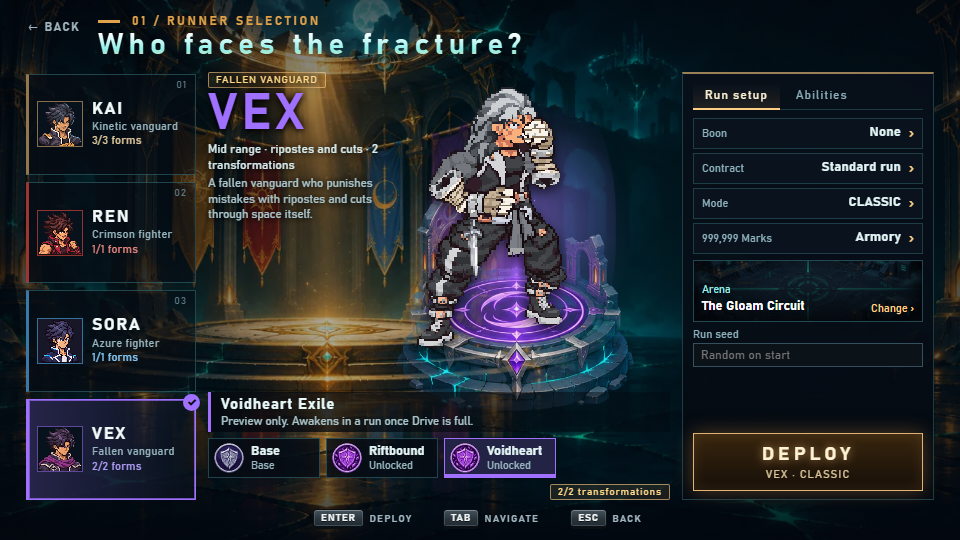 ← BACK
01 / RUNNER SELECTION
Who faces the fracture?
01
KAI
Kinetic vanguard
3/3 forms
02
REN
Crimson fighter
1/1 forms
03
SORA
Azure fighter
1/1 forms
VEX
Fallen vanguard
2/2 forms
FALLEN VANGUARD
VEX
Mid range · ripostes and cuts · 2
transformations
A fallen vanguard who punishes
mistakes with ripostes and cuts
through space itself.
Voidheart Exile
Preview only. Awakens in a run once Drive is full.
Base
Base
Riftbound
Unlocked
Voidheart
Unlocked
2/2 transformations
Run setup
Abilities
Boon
None ›
Contract
Standard run ›
Mode
CLASSIC ›
999,999 Marks
Armory ›
Arena
The Gloam Circuit
Change ›
Run seed
Random on start
DEPLOY
VEX · CLASSIC
ENTER DEPLOY
TAB NAVIGATE
ESC BACK